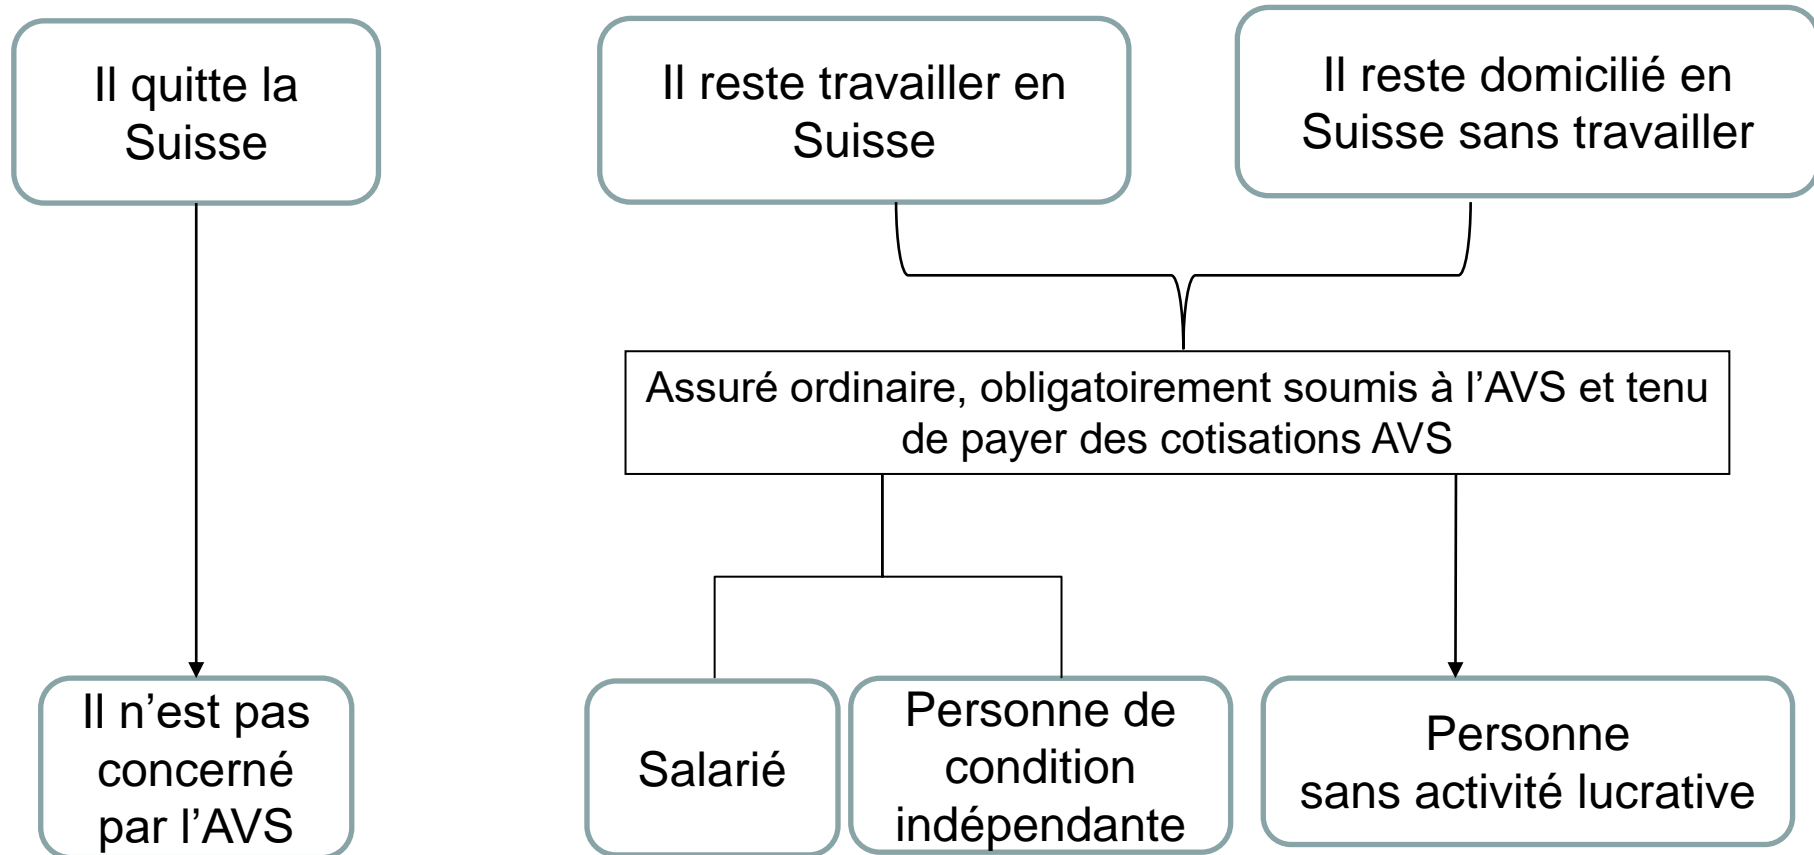 Il quitte la
Suisse
Il reste travailler en
Suisse
Il reste domicilié en
Suisse sans travailler
Assuré ordinaire, obligatoirement soumis à l’AVS et tenu
de payer des cotisations AVS
Il n’est pas
concerné
par l’AVS
Salarié
Personne de
condition
indépendante
Personne
sans activité lucrative